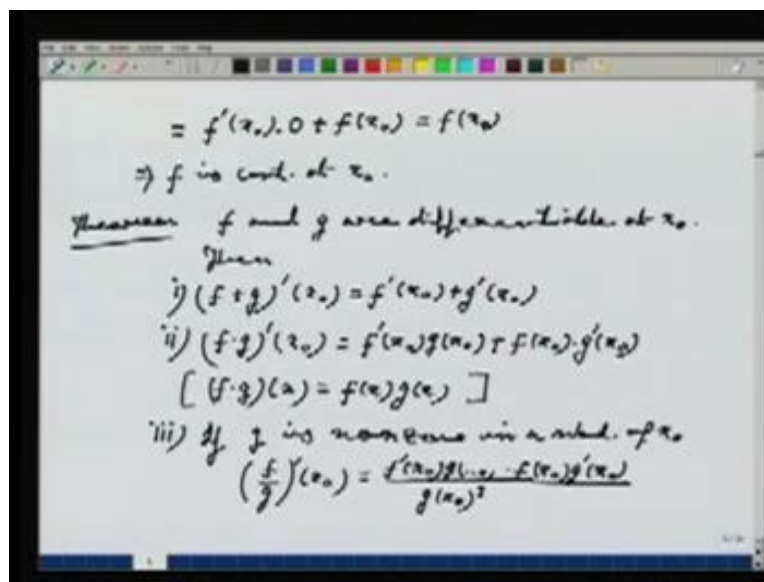 = f'(x₀).0 + f(x₀) = f(x₀)
⇒ f is cont. at x₀.
Theorem f and g are differentiable at x₀.
Then
i) (f + g)'(x₀) = f'(x₀) + g'(x₀)
ii) (f·g)'(x₀) = f'(x₀)g(x₀) + f(x₀).g'(x₀)
[ (f·g)(x) = f(x)g(x) ]
iii) If g is nonzero in a nbd. of x₀
(f/g)'(x₀) = f'(x₀)g(x₀) - f(x₀)g'(x₀) / g(x₀)²